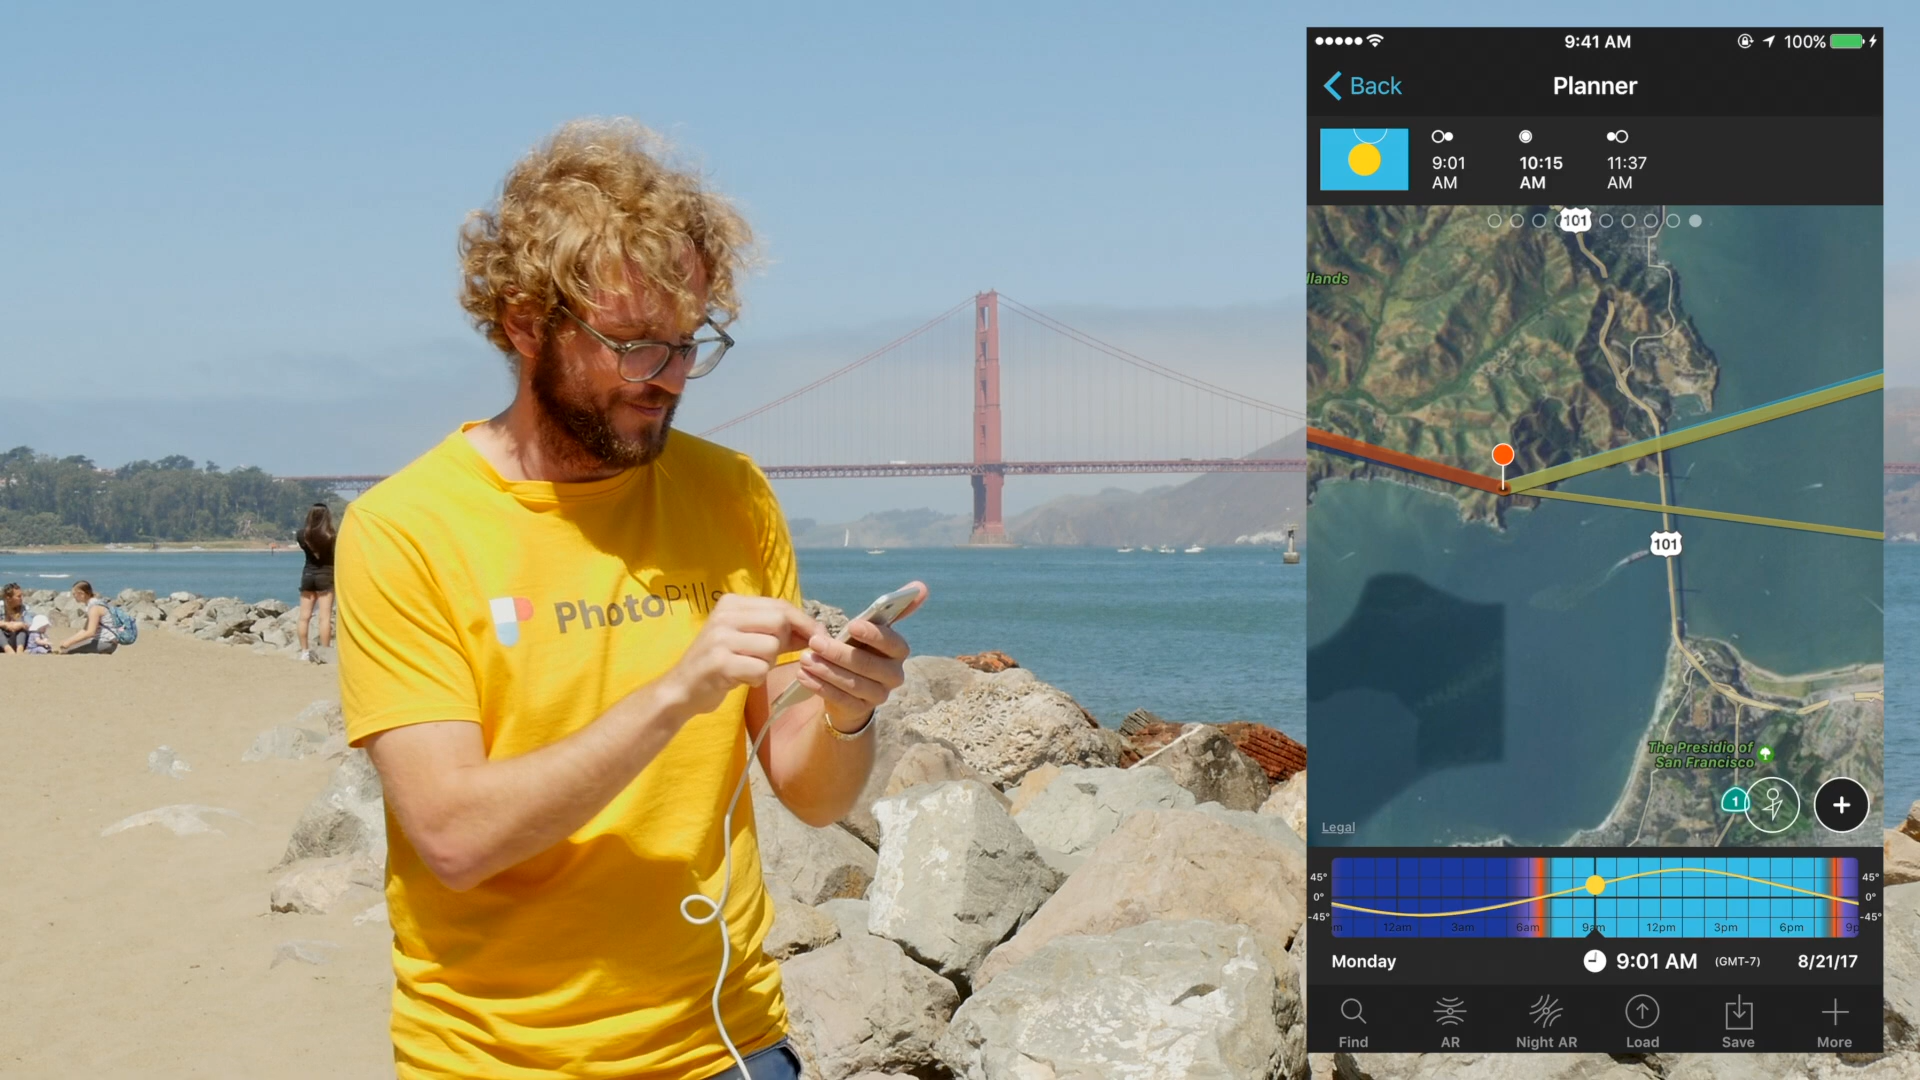 PhotoPills
9:41 AM
100%
Back
Planner
9:01
AM
10:15
AM
11:37
AM
101
llands
101
The Presidio of
San Francisco
1
Legal
45°
0°
-45°
45°
0°
-45°
12am 3am 6am 9am 12pm 3pm 6pm 9p
Monday
9:01 AM
(GMT-7)
8/21/17
Find
AR
Night AR
Load
Save
More